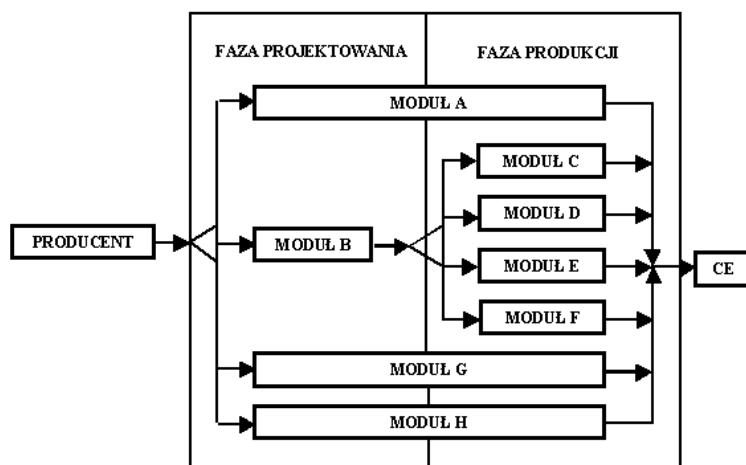 FAZA PROJEKTOWANIA
FAZA PRODUKCJI
MODUŁ A
MODUŁ C
MODUŁ D
PRODUCENT
MODUŁ B
MODUŁ E
CE
MODUŁ F
MODUŁ G
MODUŁ H